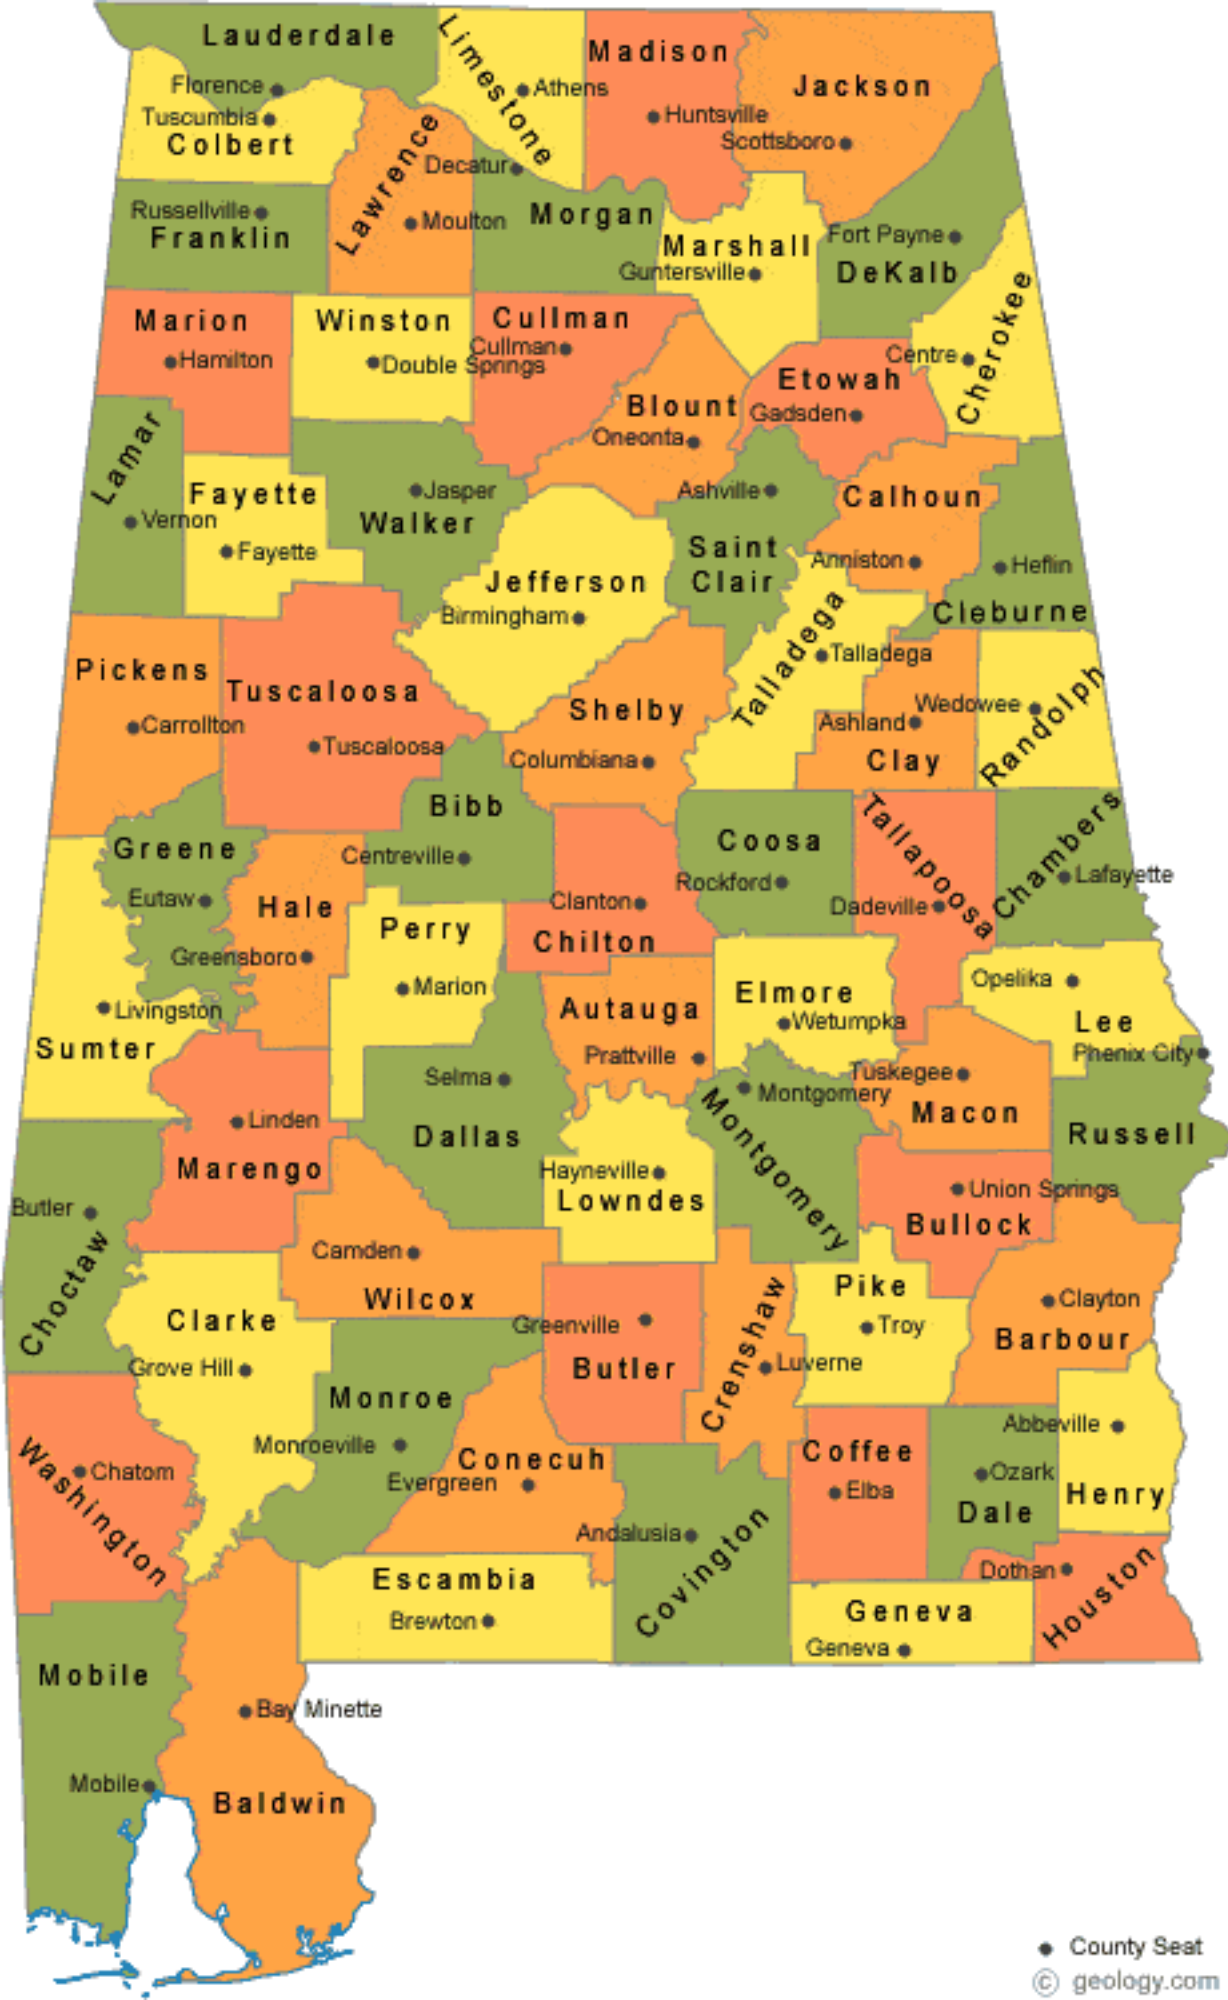 Lauderdale
Limestone
Madison
Jackson
Florence
Athens
Tuscumbia
Huntsville
Colbert
Scottsboro
Lawrence
Decatur
Russellville
Moulton
Morgan
Franklin
Marshall
Fort Payne
Guntersville
DeKalb
Cherokee
Marion
Winston
Cullman
Hamilton
Double Springs
Cullman
Centre
Etowah
Blount
Gadsden
Oneonta
Lamar
Fayette
Jasper
Ashville
Calhoun
Vernon
Walker
Fayette
Saint
Clair
Anniston
Heflin
Jefferson
Birmingham
Cleburne
Talladega
Talladega
Pickens
Tuscaloosa
Shelby
Wedowee
Randolph
Carrollton
Tuscaloosa
Columbiana
Ashland
Clay
Bibb
Greene
Centreville
Coosa
Tallapoosa
Chambers
Eutaw
Hale
Clanton
Rockford
Dadeville
Lafayette
Perry
Chilton
Greensboro
Marion
Opelika
Livingston
Autauga
Elmore
Wetumpka
Lee
Sumter
Prattville
Phenix City
Selma
Tuskegee
Montgomery
Linden
Dallas
Montgomery
Macon
Russell
Marengo
Hayneville
Lowndes
Union Springs
Butler
Bullock
Choctaw
Camden
Wilcox
Pike
Clayton
Clarke
Greenville
Crenshaw
Troy
Barbour
Grove Hill
Butler
Luverne
Monroe
Abbeville
Washington
Chatom
Monroeville
Conecuh
Coffee
Ozark
Evergreen
Elba
Henry
Dale
Andalusia
Covington
Dothan
Houston
Escambia
Brewton
Geneva
Geneva
Mobile
Bay Minette
Mobile
Baldwin
County Seat
© geology.com